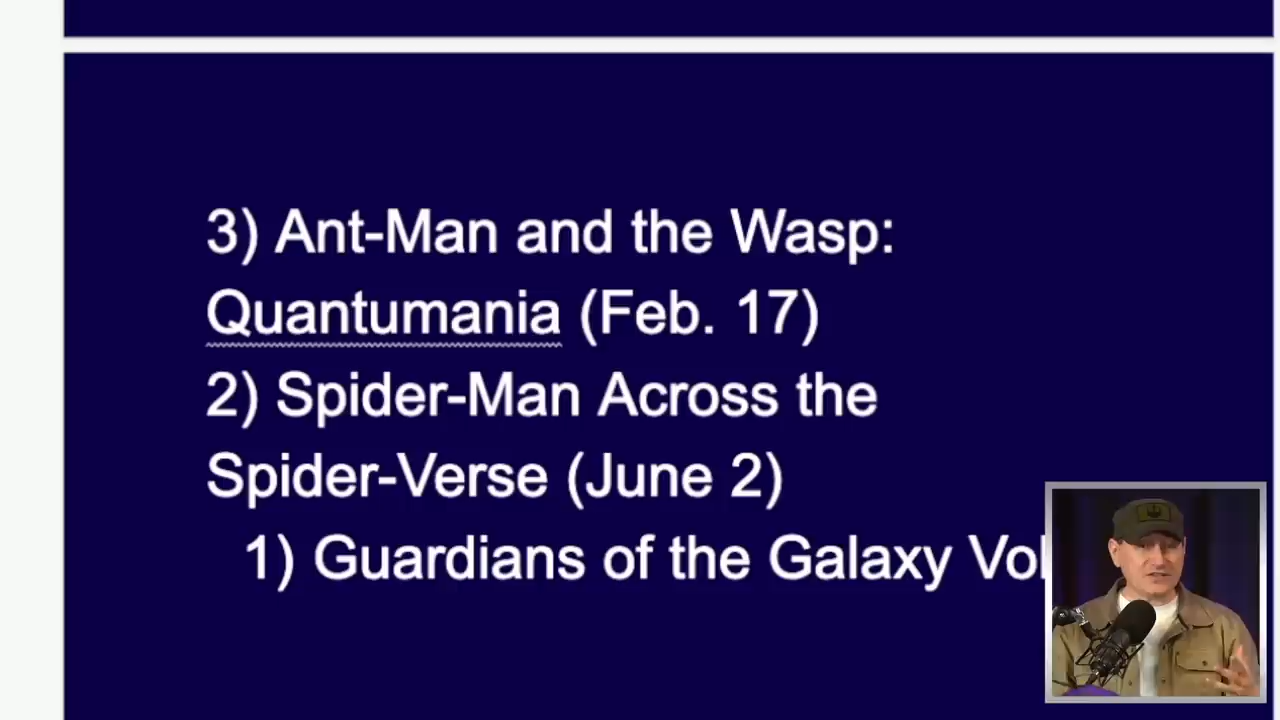 3) Ant-Man and the Wasp:
Quantumania (Feb. 17)
2) Spider-Man Across the
Spider-Verse (June 2)
1) Guardians of the Galaxy Vol